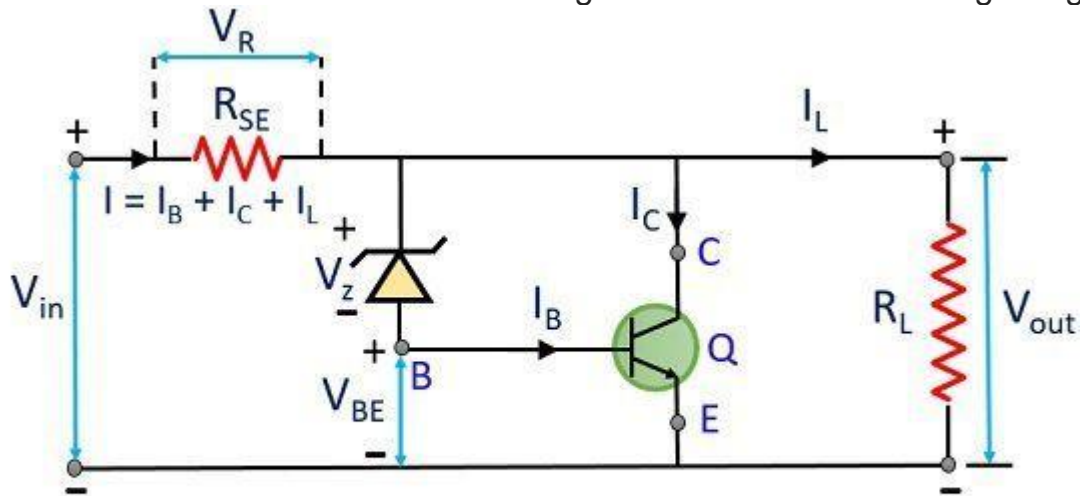 V_R
R_SE
I_L
+
+
I = I_B + I_C + I_L
+
I_C
C
V_in
V_z
-
I_B
R_L
V_out
+
B
Q
V_BE
E
-
-
-